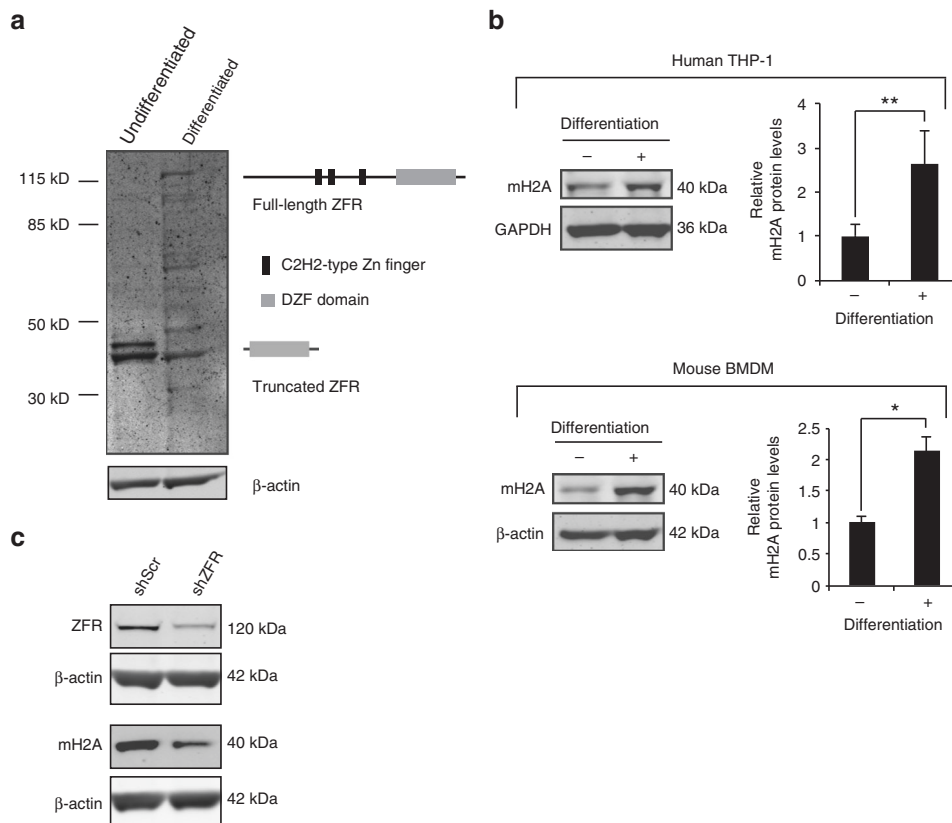 a
Undifferentiated
Differentiated
115 kD
85 kD
50 kD
30 kD
Full-length ZFR
C2H2-type Zn finger
DZF domain
Truncated ZFR
β-actin
b
Human THP-1
Differentiation
− +
mH2A 40 kDa
GAPDH 36 kDa
Relative
mH2A protein levels
4
3
2
1
0
**
− +
Differentiation
Mouse BMDM
Differentiation
− +
mH2A 40 kDa
β-actin 42 kDa
Relative
mH2A protein levels
2.5
2
1.5
1
0.5
0
*
− +
Differentiation
c
shScr
shZFR
ZFR 120 kDa
β-actin 42 kDa
mH2A 40 kDa
β-actin 42 kDa